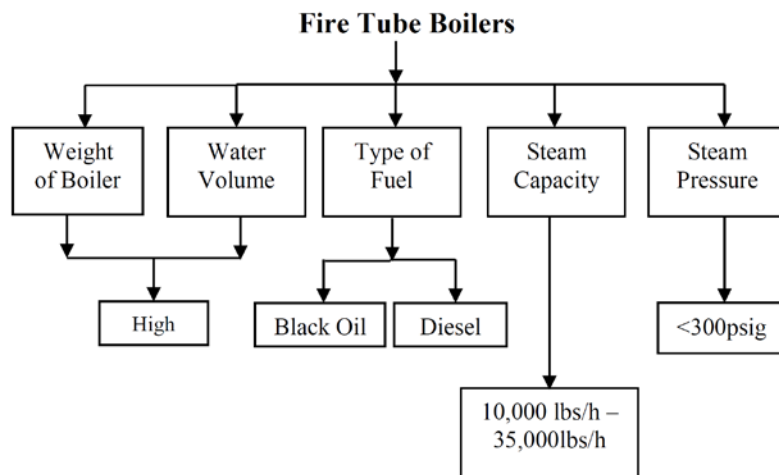 Fire Tube Boilers
Weight
of Boiler
Water
Volume
Type of
Fuel
Steam
Capacity
Steam
Pressure
High
Black Oil
Diesel
<300psig
10,000 lbs/h –
35,000lbs/h